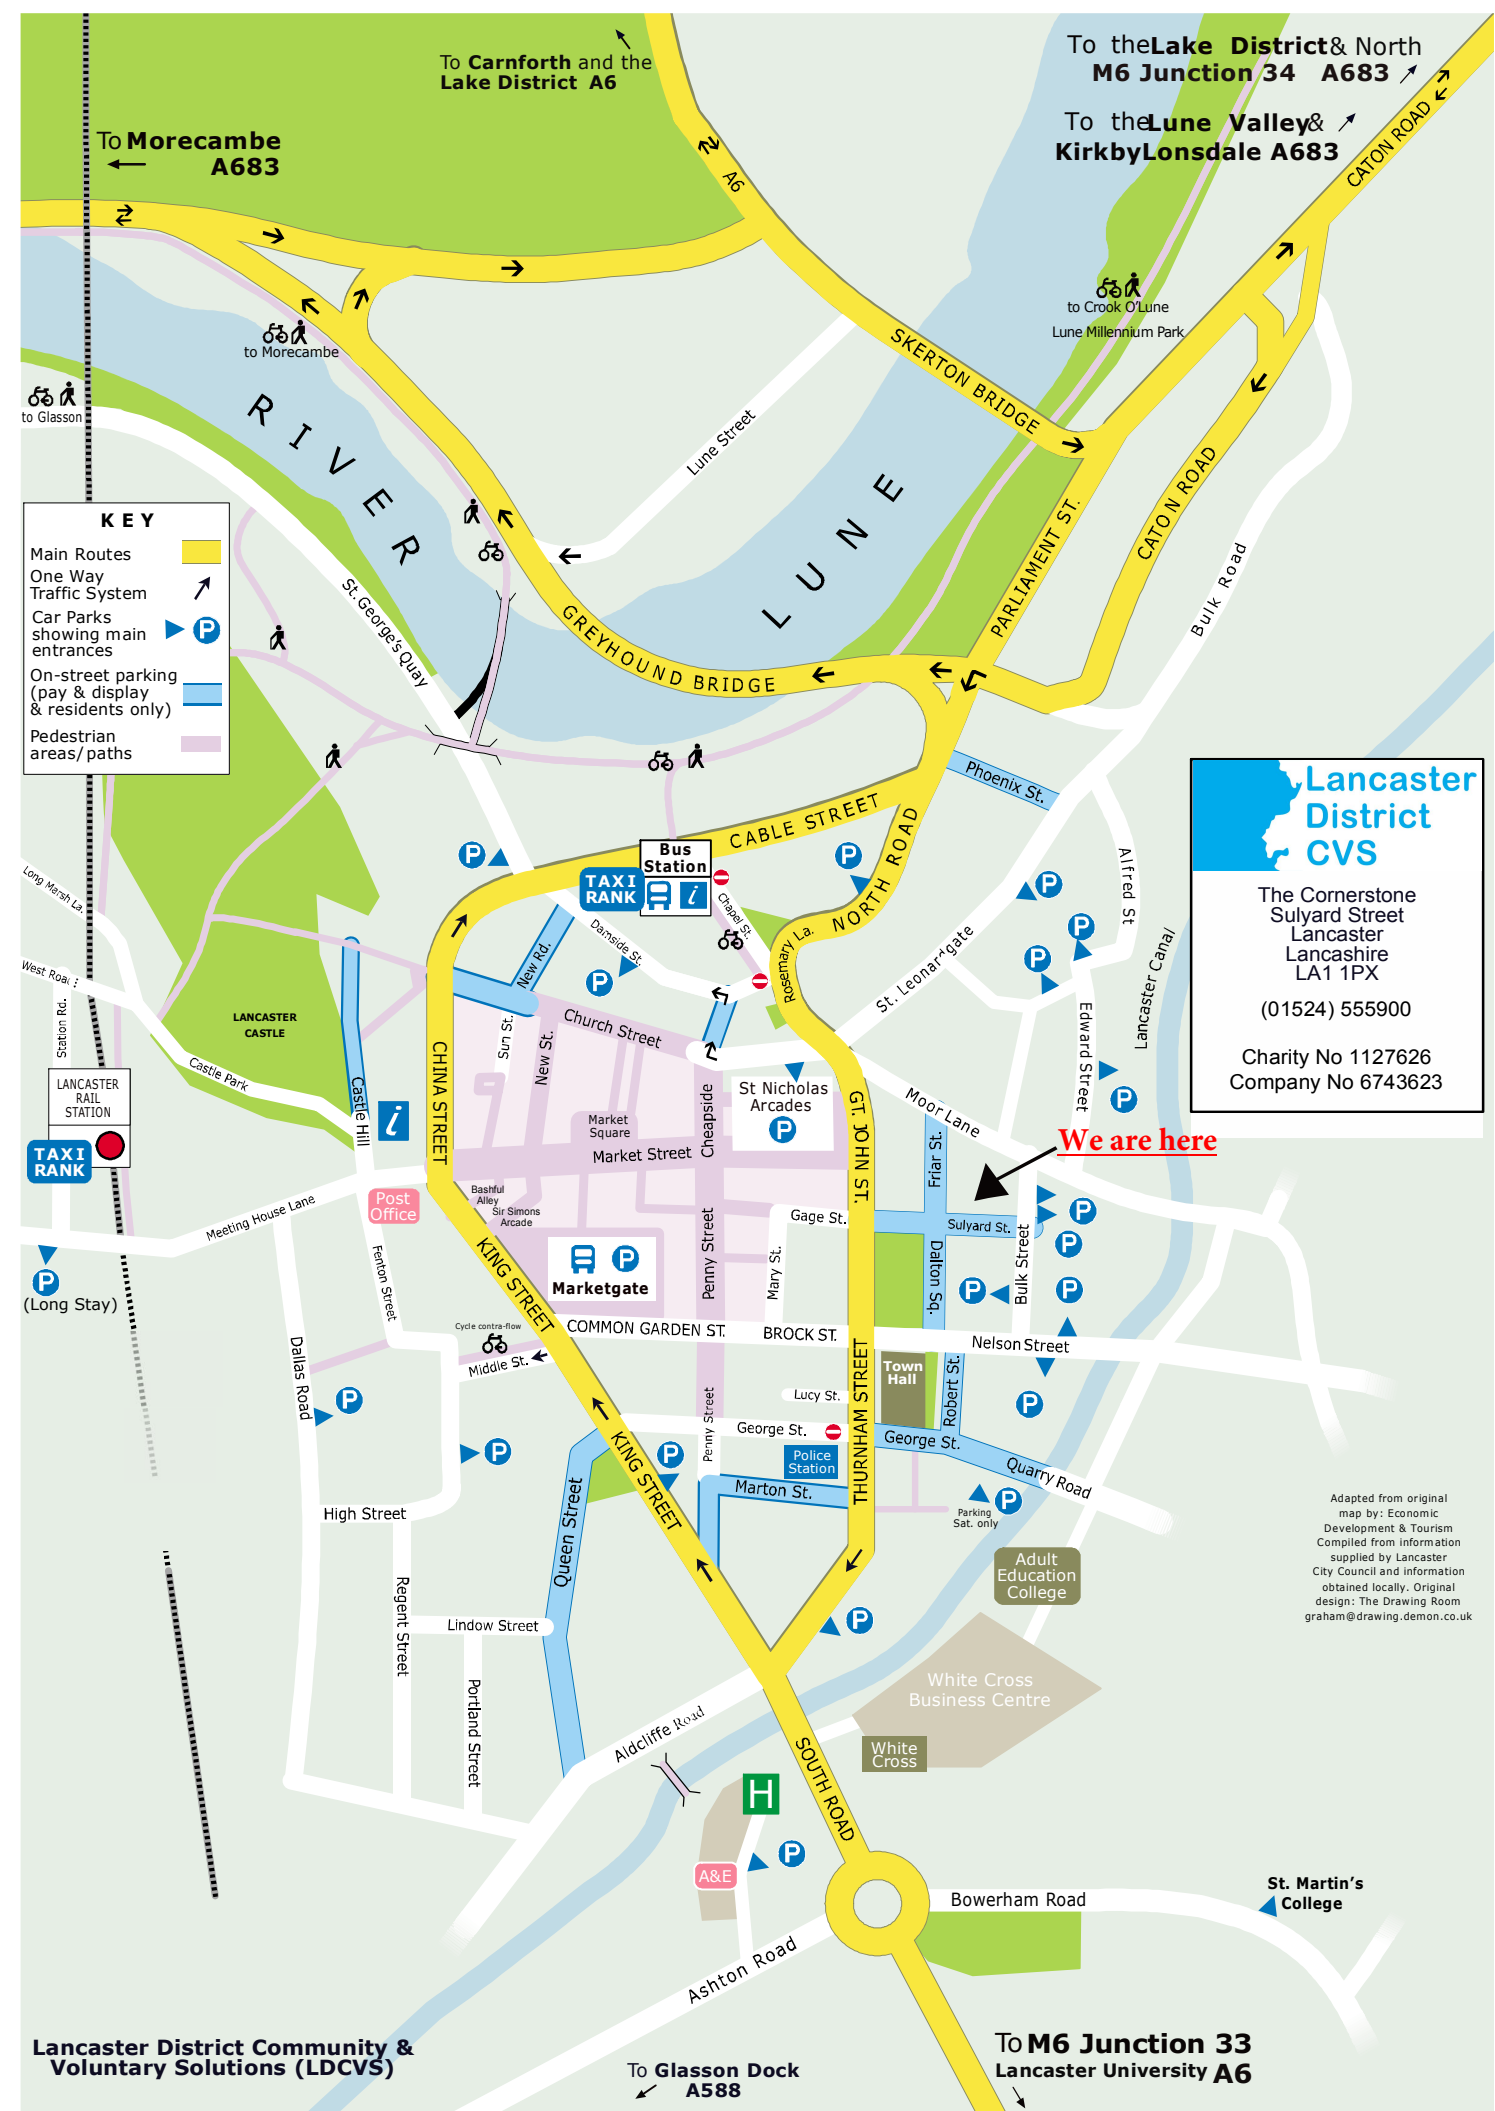 To Carnforth and the
Lake District A6
To the Lake District & North
M6 Junction 34 A683
To the Lune Valley &
Kirkby Lonsdale A683
To Morecambe
A683
CATON ROAD
A6
to Crook O'Lune
Lune Millennium Park
to Morecambe
SKERTON BRIDGE
to Glasson
RIVER
LUNE
Lune Street
CATON ROAD
PARLIAMENT ST.
Bulk Road
KEY
Main Routes
One Way
Traffic System
Car Parks
showing main
entrances
P
On-street parking
(pay & display
& residents only)
Pedestrian
areas/paths
St. George's Quay
GREYHOUND BRIDGE
Phoenix St.
Lancaster
District
CVS
The Cornerstone
Sulyard Street
Lancaster
Lancashire
LA1 1PX
(01524) 555900
Charity No 1127626
Company No 6743623
CABLE STREET
NORTH ROAD
Bus
Station
i
TAXI
RANK
P
P
P
P
P
P
Alfred St
Long Marsh La.
Chapel St.
Damside St.
New Rd.
Rosemary La.
St. Leonardgate
Lancaster Canal
West Road
Station Rd.
LANCASTER
CASTLE
Castle Park
Sun St.
New St.
Church Street
Edward Street
P
LANCASTER
RAIL
STATION
TAXI
RANK
Castle Hill
i
CHINA STREET
Market
Square
Market Street
Cheapside
St Nicholas
Arcades
P
GT. JOHN ST.
Moor Lane
Friar St.
We are here
Post
Office
Meeting House Lane
Bashful
Alley
Sir Simons
Arcade
Gage St.
Sulyard St.
P
P
P
P
(Long Stay)
Fenton Street
KING STREET
P
Marketgate
Penny Street
Mary St.
Dalton Sq.
P
Bulk Street
Cycle contra-flow
Middle St.
COMMON GARDEN ST.
BROCK ST.
Nelson Street
Dallas Road
P
P
Lucy St.
THURNHAM STREET
Town
Hall
Robert St.
P
KING STREET
P
Penny Street
George St.
Police
Station
George St.
Quarry Road
Marton St.
P
Parking
Sat. only
High Street
Queen Street
Adapted from original
map by: Economic
Development & Tourism
Compiled from information
supplied by Lancaster
City Council and information
obtained locally. Original
design: The Drawing Room
graham@drawing.demon.co.uk
Adult
Education
College
Regent Street
Lindow Street
P
Portland Street
White Cross
Business Centre
White
Cross
Aldcliffe Road
SOUTH ROAD
H
P
A&E
Bowerham Road
St. Martin's
College
Ashton Road
Lancaster District Community &
Voluntary Solutions (LDCVS)
To Glasson Dock
A588
To M6 Junction 33
Lancaster University A6